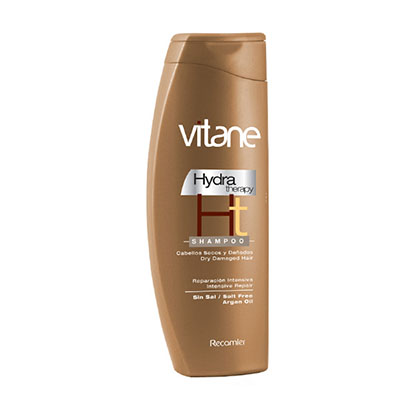 vitane
Hydra
therapy
Ht
SHAMPOO
Cabellos Secos y Dañados
Dry Damaged Hair
Reparación Intensiva
Intensive Repair
Sin Sal / Salt Free
Argan Oil
Recamier